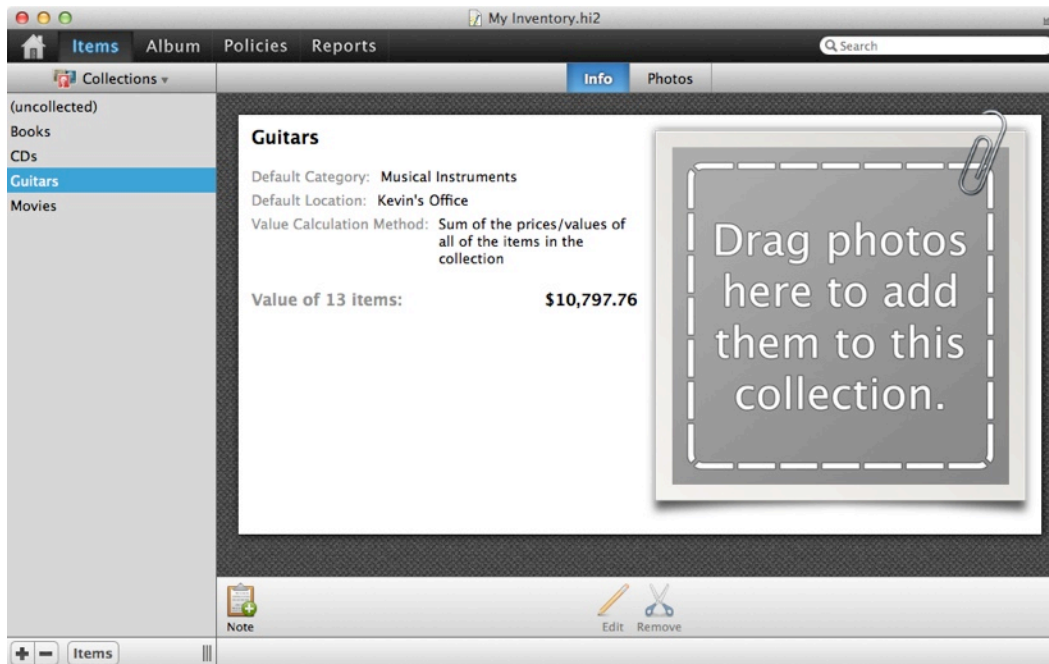 My Inventory.hi2
Items Album Policies Reports
Search
Collections
Info Photos
(uncollected)
Books
CDs
Guitars
Movies
Guitars
Default Category: Musical Instruments
Default Location: Kevin's Office
Value Calculation Method: Sum of the prices/values of
all of the items in the
collection
Value of 13 items: $10,797.76
Drag photos
here to add
them to this
collection.
Note
Edit Remove
Items